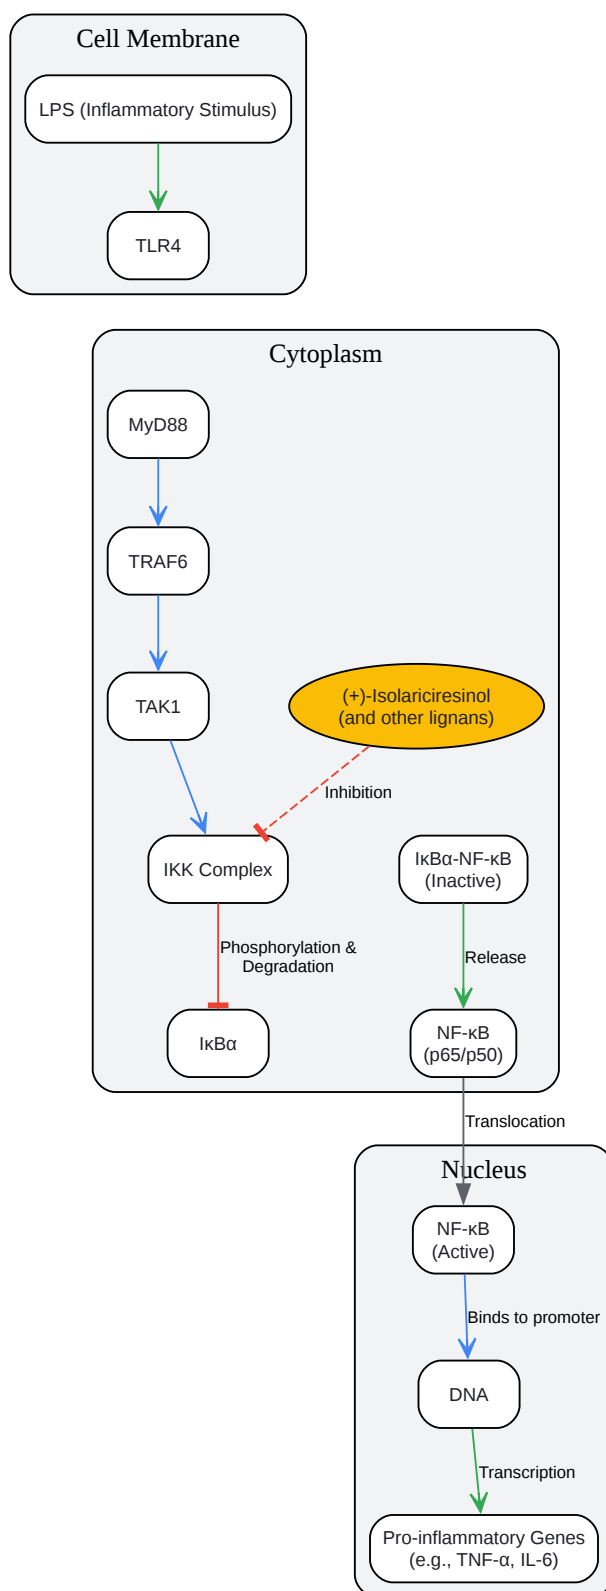 Cell Membrane
LPS (Inflammatory Stimulus)
TLR4
Cytoplasm
MyD88
TRAF6
TAK1
(+)-Isolariciresinol
(and other lignans)
Inhibition
IKK Complex
IκBα-NF-κB
(Inactive)
Phosphorylation &
Degradation
Release
IκBα
NF-κB
(p65/p50)
Translocation
Nucleus
NF-κB
(Active)
Binds to promoter
DNA
Transcription
Pro-inflammatory Genes
(e.g., TNF-α, IL-6)